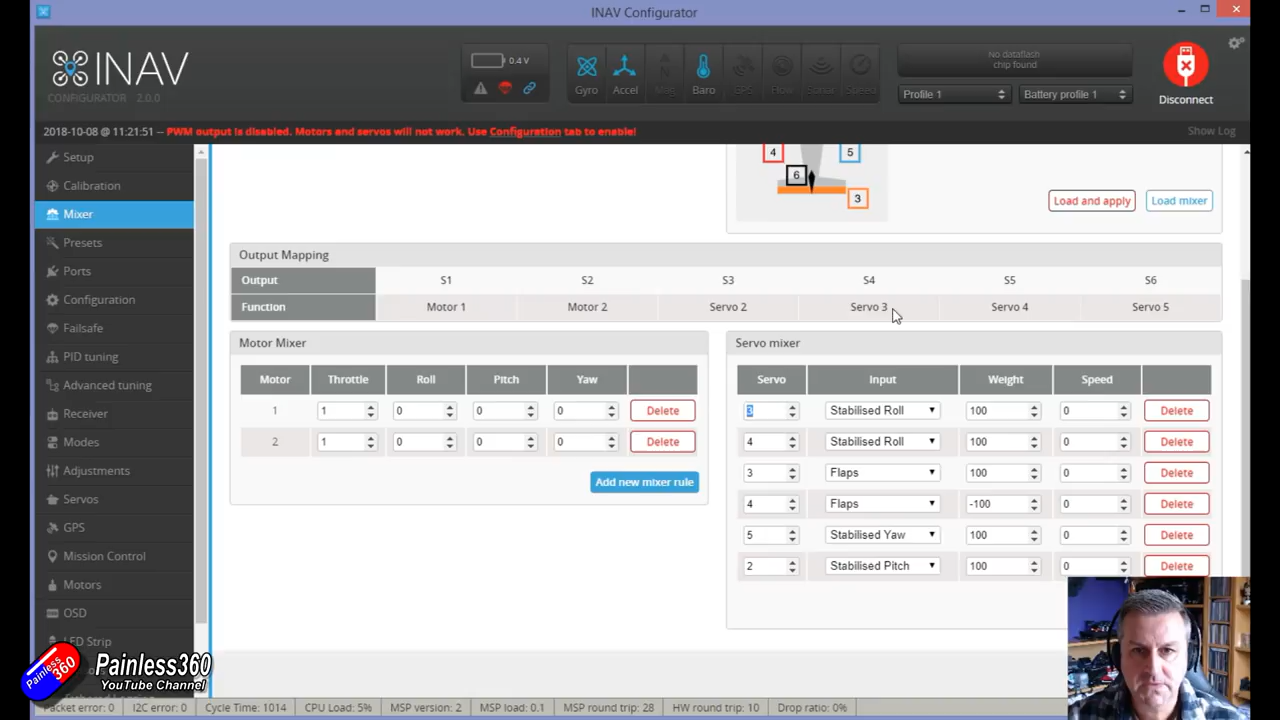 INAV Configurator
INAV
CONFIGURATOR 2.0.0
0.4 V
Gyro
Accel
Mag
Baro
GPS
Flow
Sonar
Speed
No dataflash
chip found
Profile 1
Battery profile 1
Disconnect
2018-10-08 @ 11:21:51 -- PWM output is disabled. Motors and servos will not work. Use Configuration tab to enable!
Show Log
Setup
Calibration
Mixer
Presets
Ports
Configuration
Failsafe
PID tuning
Advanced tuning
Receiver
Modes
Adjustments
Servos
GPS
Mission Control
Motors
OSD
LED Strip
4
5
6
3
Load and apply
Load mixer
Output Mapping
Output S1 S2 S3 S4 S5 S6
Function Motor 1 Motor 2 Servo 2 Servo 3 Servo 4 Servo 5
Motor Mixer
Motor Throttle Roll Pitch Yaw
1 1 0 0 0 Delete
2 1 0 0 0 Delete
Add new mixer rule
Servo mixer
Servo Input Weight Speed
3 Stabilised Roll 100 0 Delete
4 Stabilised Roll 100 0 Delete
3 Flaps 100 0 Delete
4 Flaps -100 0 Delete
5 Stabilised Yaw 100 0 Delete
2 Stabilised Pitch 100 0 Delete
Painless360
Painless360
YouTube Channel
Packet error: 0 I2C error: 0 Cycle Time: 1014 CPU Load: 5% MSP version: 2 MSP load: 0.1 MSP round trip: 28 HW round trip: 10 Drop ratio: 0%